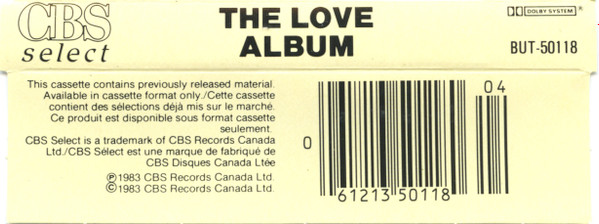 CBS
select
THE LOVE
ALBUM
DOLBY SYSTEM ®
BUT-50118
This cassette contains previously released material.
Available in cassette format only./Cette cassette
contient des sélections déjà mis sur le marché.
Ce produit est disponible sous format cassette
seulement.
CBS Select is a trademark of CBS Records Canada
Ltd./CBS Sélect est une marque de fabriqué de
CBS Disques Canada Ltée
℗1983 CBS Records Canada Ltd.
©1983 CBS Records Canada Ltd.
04
0
61213 50118